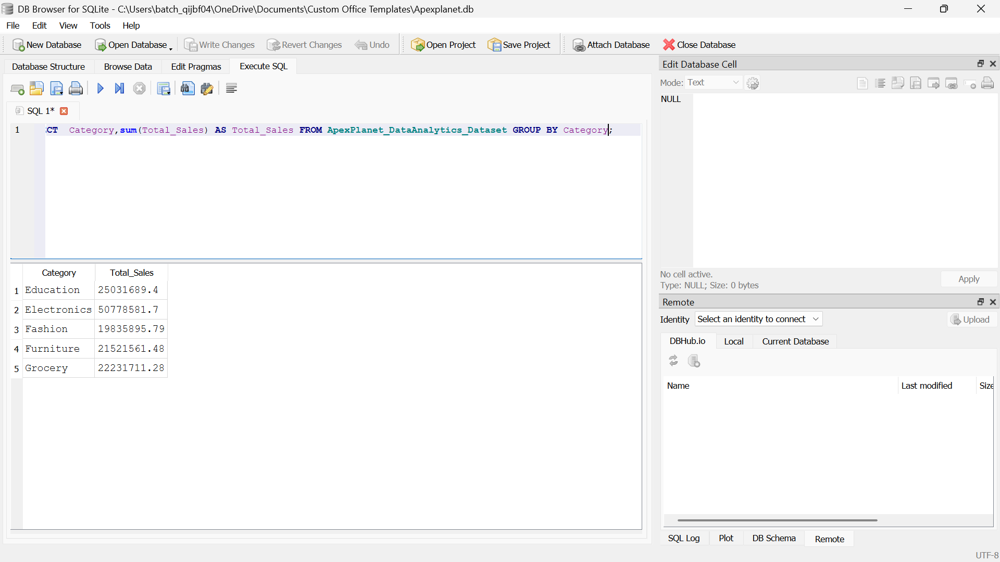 DB Browser for SQLite - C:\Users\batch_qijbf04\OneDrive\Documents\Custom Office Templates\Apexplanet.db
File Edit View Tools Help
New Database Open Database Write Changes Revert Changes Undo Open Project Save Project Attach Database Close Database
Database Structure Browse Data Edit Pragmas Execute SQL
SQL 1*
1 CT Category,sum(Total_Sales) AS Total_Sales FROM ApexPlanet_DataAnalytics_Dataset GROUP BY Category;
Category Total_Sales
1 Education 25031689.4
2 Electronics 50778581.7
3 Fashion 19835895.79
4 Furniture 21521561.48
5 Grocery 22231711.28
Edit Database Cell
Mode: Text
NULL
No cell active.
Type: NULL; Size: 0 bytes
Apply
Remote
Identity Select an identity to connect Upload
DBHub.io Local Current Database
Name Last modified Size
SQL Log Plot DB Schema Remote
UTF-8